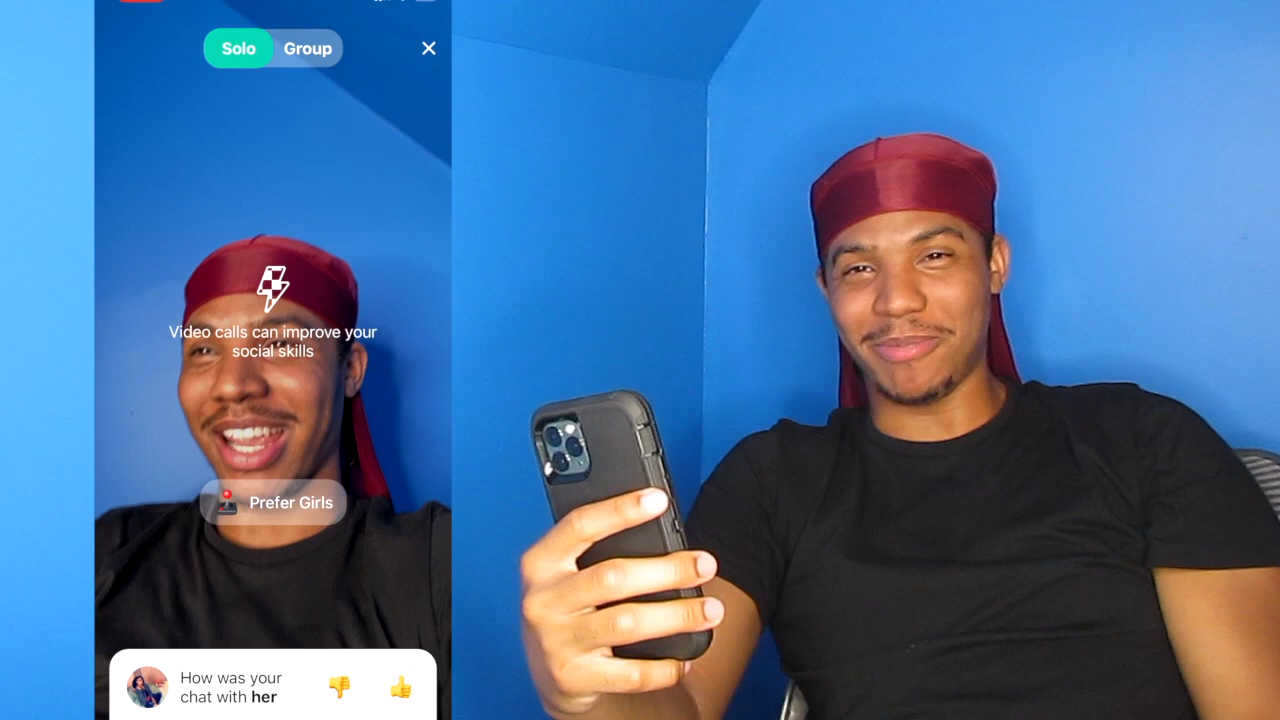 Solo Group
Video calls can improve your
social skills
Prefer Girls
How was your
chat with her